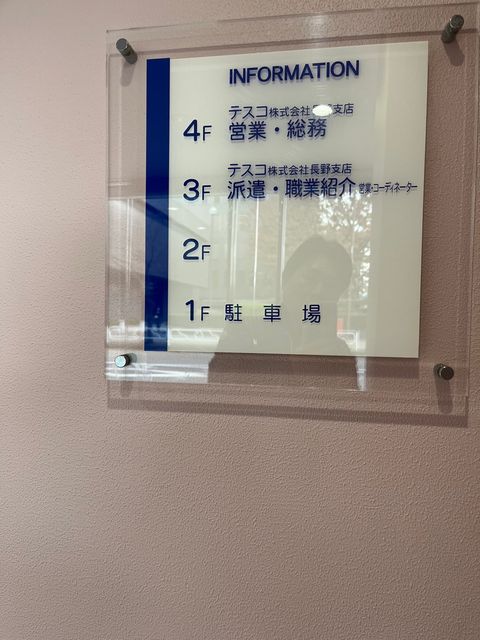 INFORMATION
テスコ株式会社長野支店
4F 営業・総務
テスコ株式会社長野支店
3F 派遣・職業紹介 営業・コーディネーター
2F
1F 駐車場